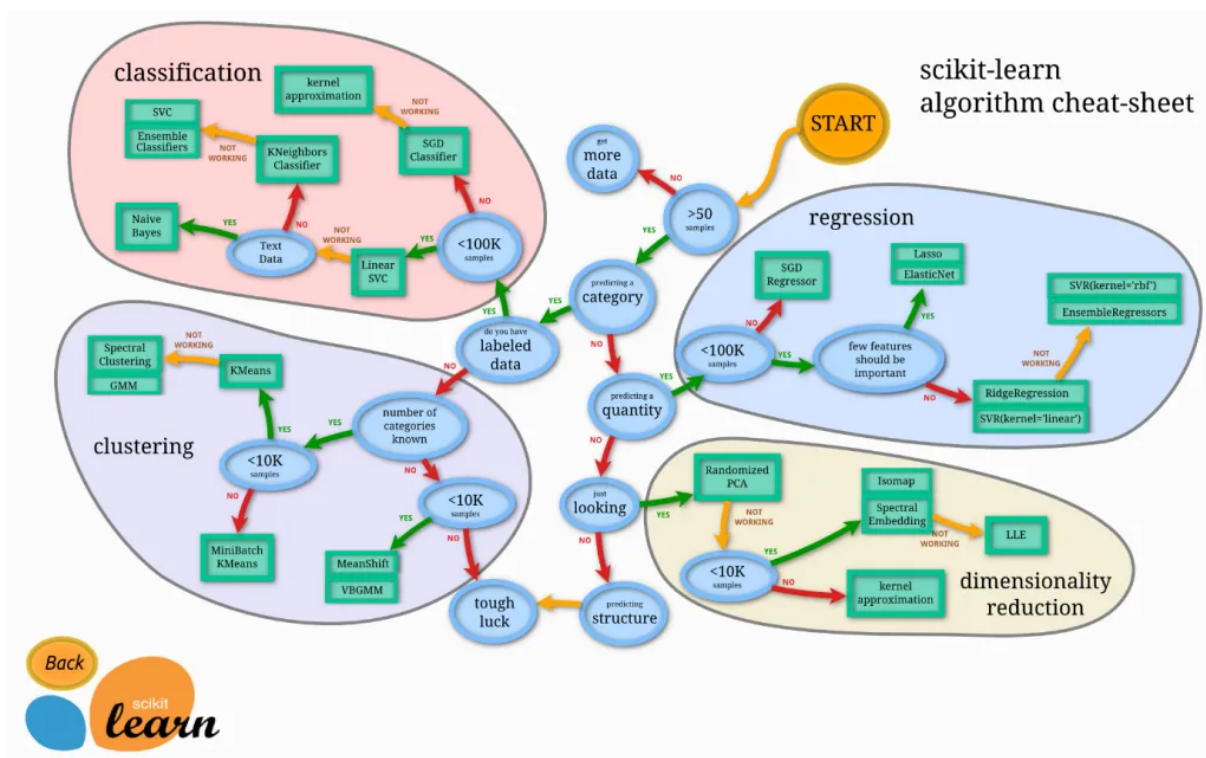 scikit-learn
algorithm cheat-sheet
START
classification
kernel
approximation
NOT
WORKING
SVC
Ensemble
Classifiers
NOT
WORKING
KNeighbors
Classifier
SGD
Classifier
NO
Naive
Bayes
YES
Text
Data
NO
NOT
WORKING
Linear
SVC
YES
<100K
samples
get
more
data
NO
>50
samples
YES
predicting a
category
YES
NO
YES
do you have
labeled
data
NO
predicting a
quantity
YES
NO
just
looking
YES
NO
predicting
structure
tough
luck
regression
SGD
Regressor
NO
<100K
samples
YES
Lasso
ElasticNet
YES
few features
should be
important
NO
RidgeRegression
SVR(kernel='linear')
NOT
WORKING
SVR(kernel='rbf')
EnsembleRegressors
clustering
Spectral
Clustering
GMM
NOT
WORKING
KMeans
YES
<10K
samples
NO
MiniBatch
KMeans
YES
number of
categories
known
NO
<10K
samples
YES
NO
MeanShift
VBGMM
dimensionality
reduction
Randomized
PCA
NOT
WORKING
<10K
samples
YES
NO
Isomap
Spectral
Embedding
NOT
WORKING
LLE
kernel
approximation
Back
scikit
learn